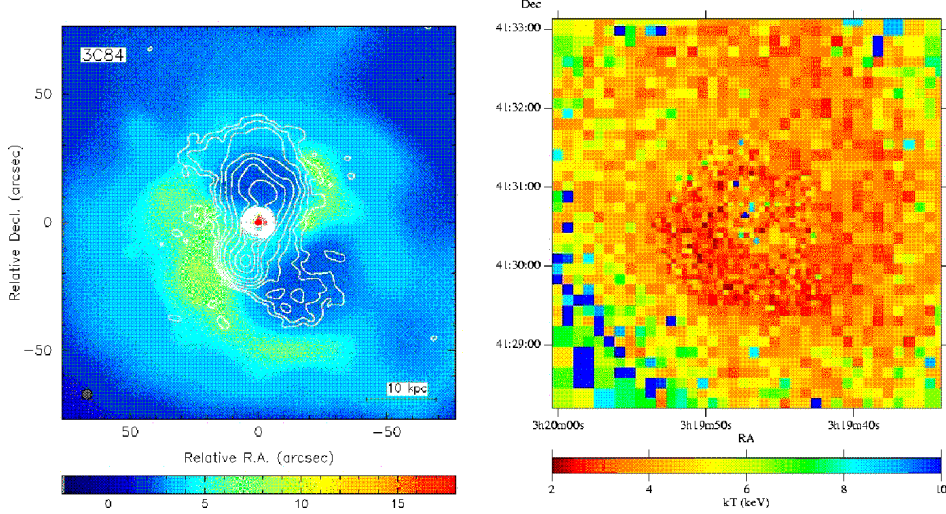 3C84
50
0
−50
Relative Decl. (arcsec)
10 kpc
50
0
−50
Relative R.A. (arcsec)
0
5
10
15
Dec
41:33:00
41:32:00
41:31:00
41:30:00
41:29:00
3h20m00s
3h19m50s
3h19m40s
RA
2
4
6
8
10
kT (keV)